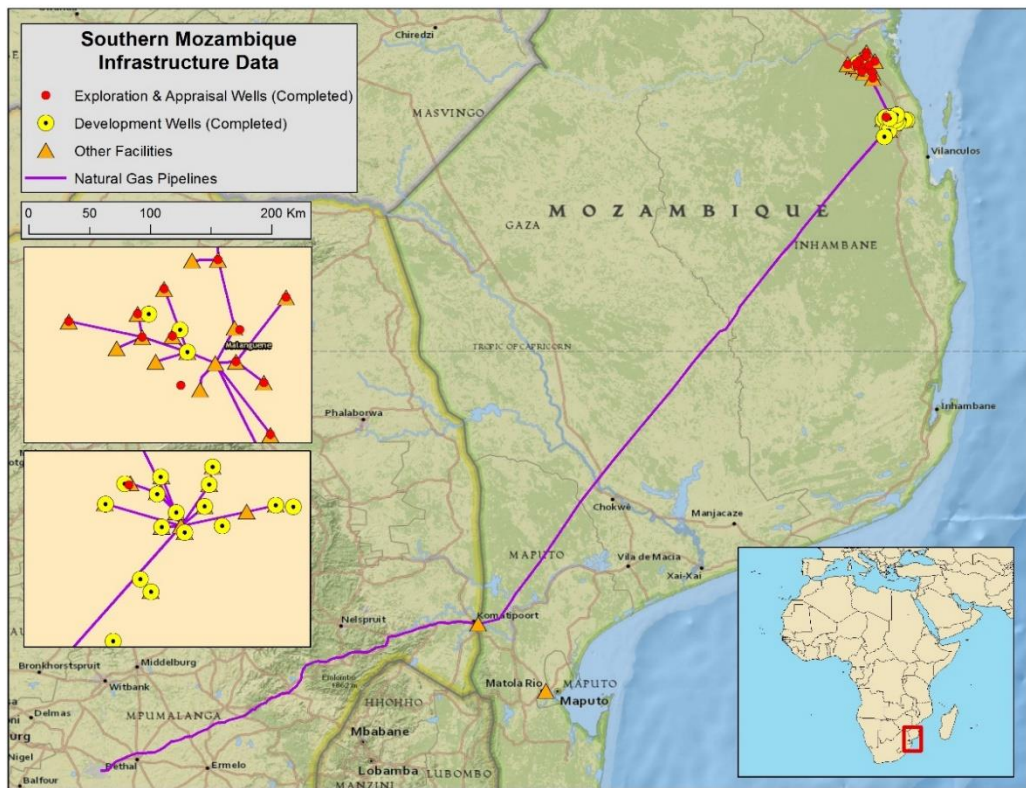 Southern Mozambique
Infrastructure Data
Exploration & Appraisal Wells (Completed)
Development Wells (Completed)
Other Facilities
Natural Gas Pipelines
0 50 100 200 Km
Malanguene
Chiredzi
MASVINGO
Vilanculos
MOZAMBIQUE
GAZA
INHAMBANE
TROPIC OF CAPRICORN
Phalaborwa
Inhambane
Chokwe
Manjacaze
MAPUTO
Vila de Macia
Xai-Xai
Komatipoort
Nelspruit
Bronkhorstspruit
Middelburg
Witbank
Matola Rio
MAPUTO
Maputo
HHOHHO
Delmas
MPUMALANGA
Mbabane
Nigel
Bethal
Ermelo
Lobamba
LUBOMBO
Balfour
MANZINI